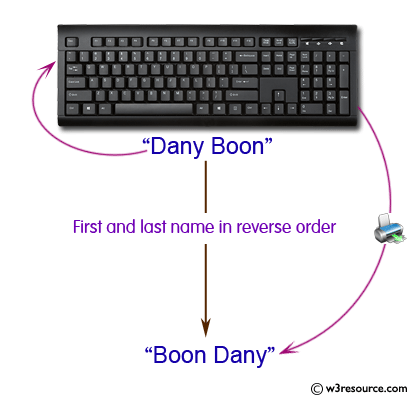 “Dany Boon”
First and last name in reverse order
“Boon Dany”
© w3resource.com